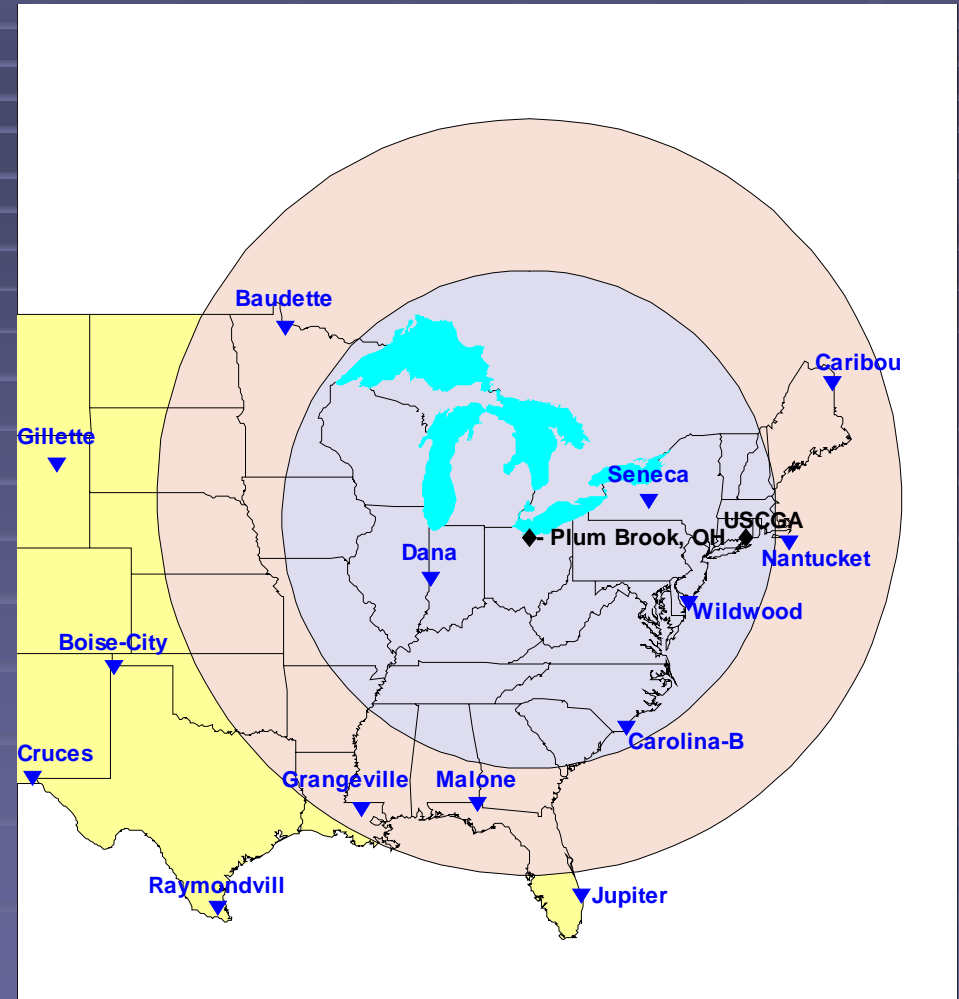 Baudette
Caribou
Gillette
Seneca
USCGA
- Plum Brook, OH
Dana
Nantucket
Wildwood
Boise-City
Carolina-B
Cruces
Grangeville
Malone
Raymondvill
Jupiter